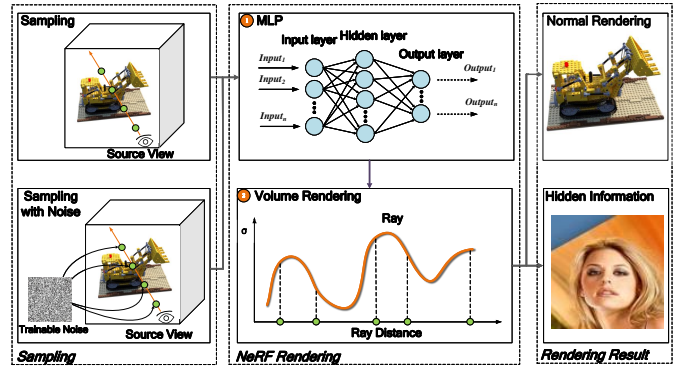 Sampling
Source View
Sampling
with Noise
Trainable Noise
Source View
Sampling
1 MLP
Input layer
Hidden layer
Output layer
Input1
Input2
Inputn
Output1
Outputn
Volume Rendering
σ
Ray
Ray Distance
NeRF Rendering
Normal Rendering
Hidden Information
Rendering Result